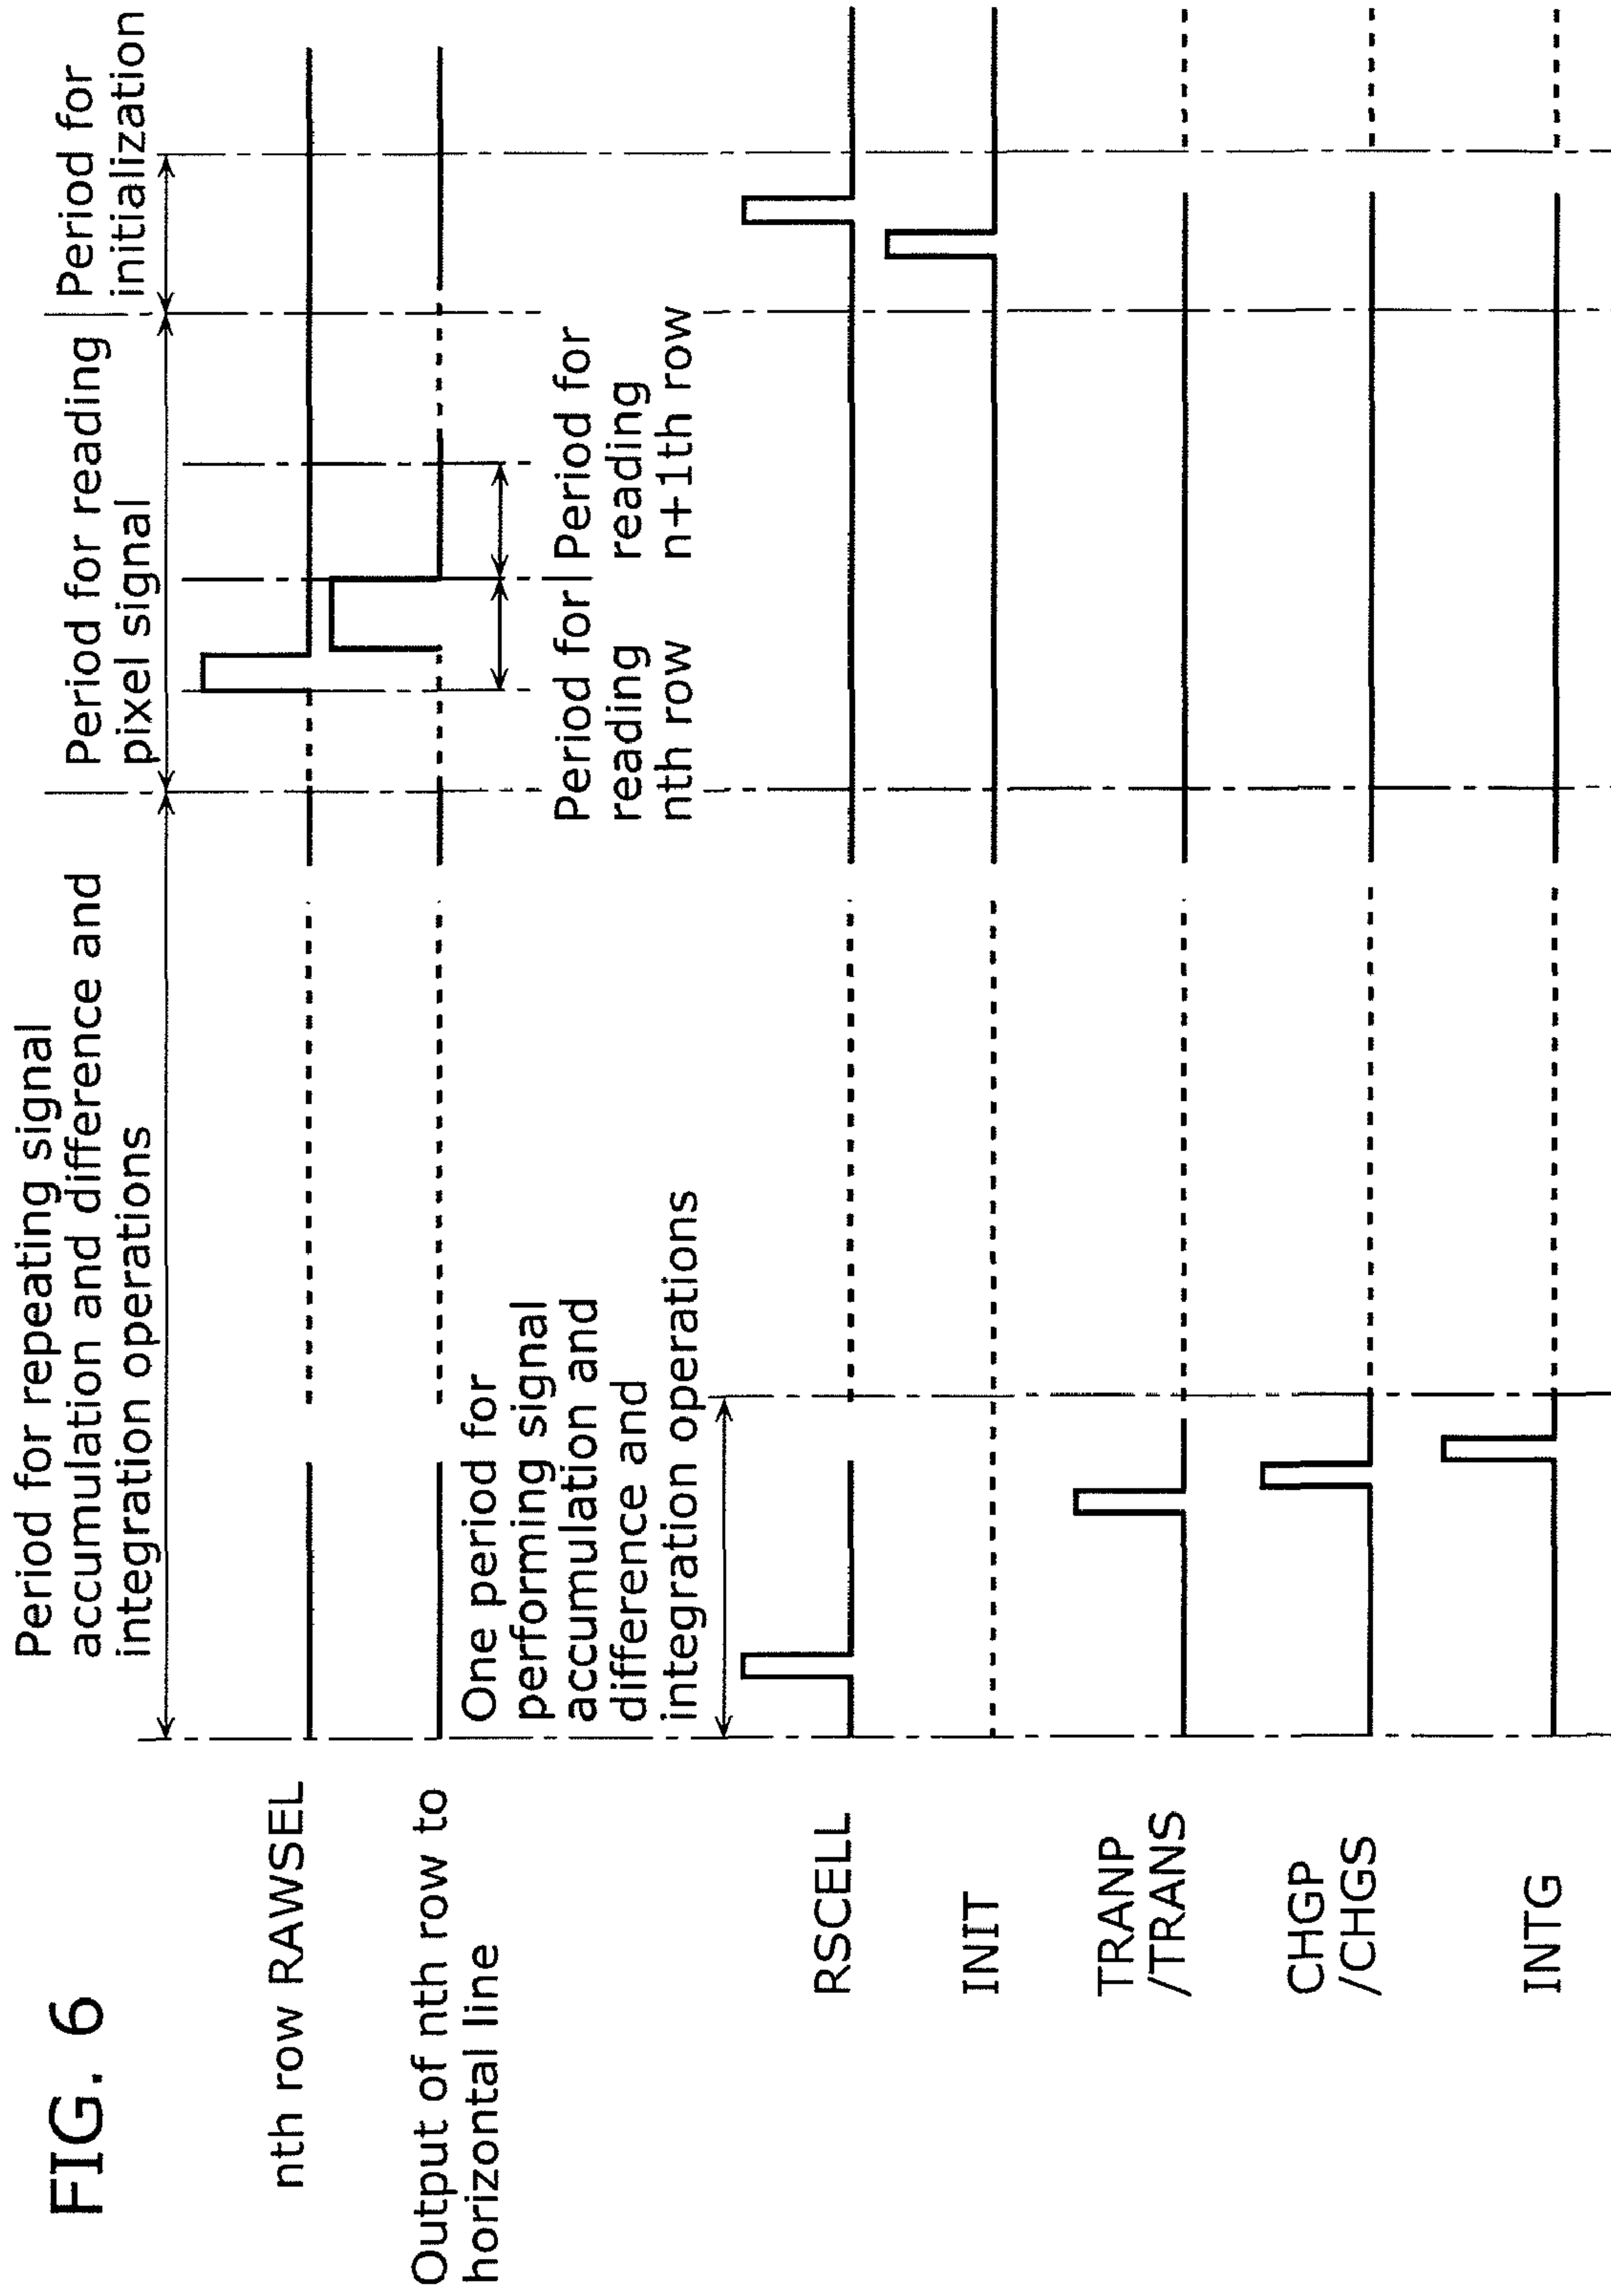 FIG. 6
Period for repeating signal
accumulation and difference and
integration operations
Period for reading
pixel signal
Period for
initialization
nth row RAWSEL
Output of nth row to
horizontal line
Period for
reading
nth row
Period for
reading
n+1th row
One period for
performing signal
accumulation and
difference and
integration operations
RSCELL
INIT
TRANP
/TRANS
CHGP
/CHGS
INTG